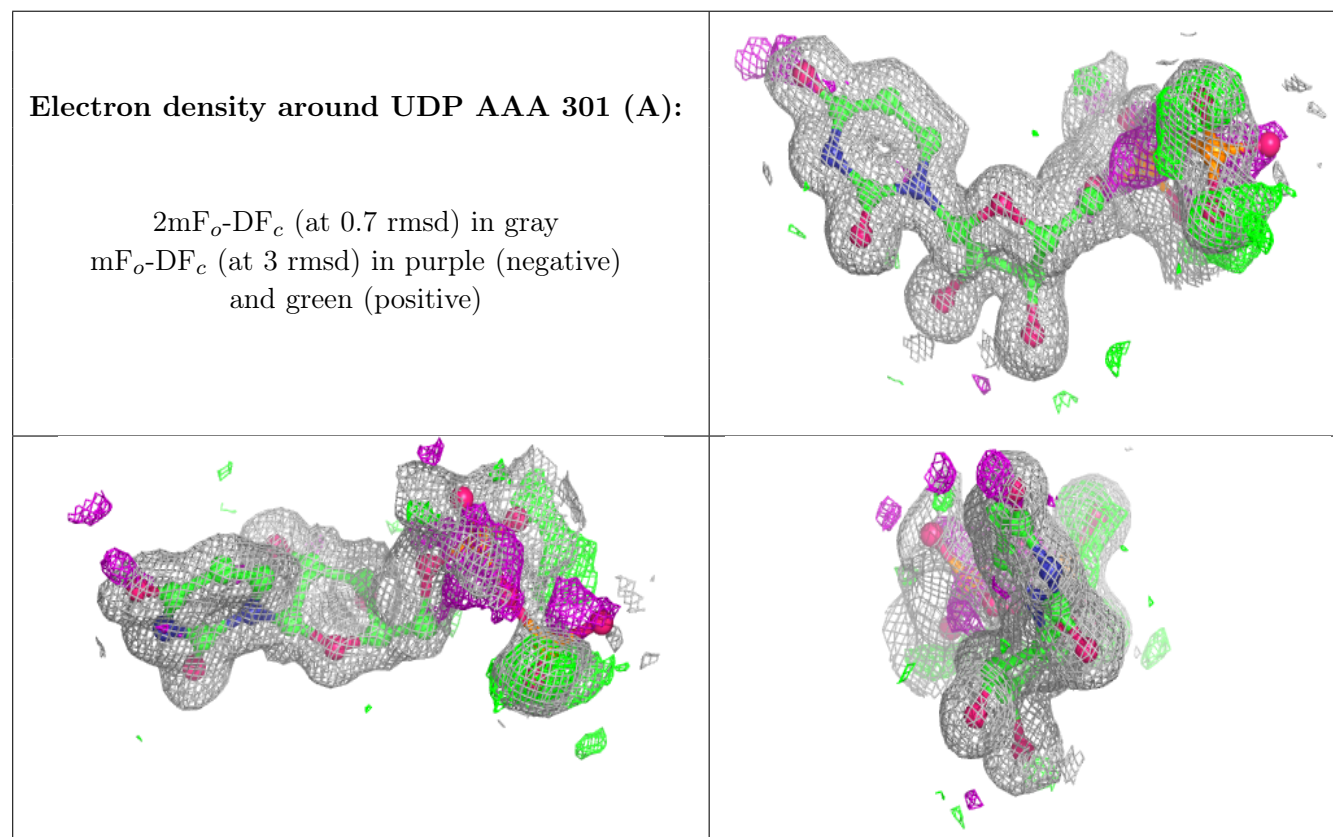 Electron density around UDP AAA 301 (A):
2mFo-DFc (at 0.7 rmsd) in gray
mFo-DFc (at 3 rmsd) in purple (negative)
and green (positive)